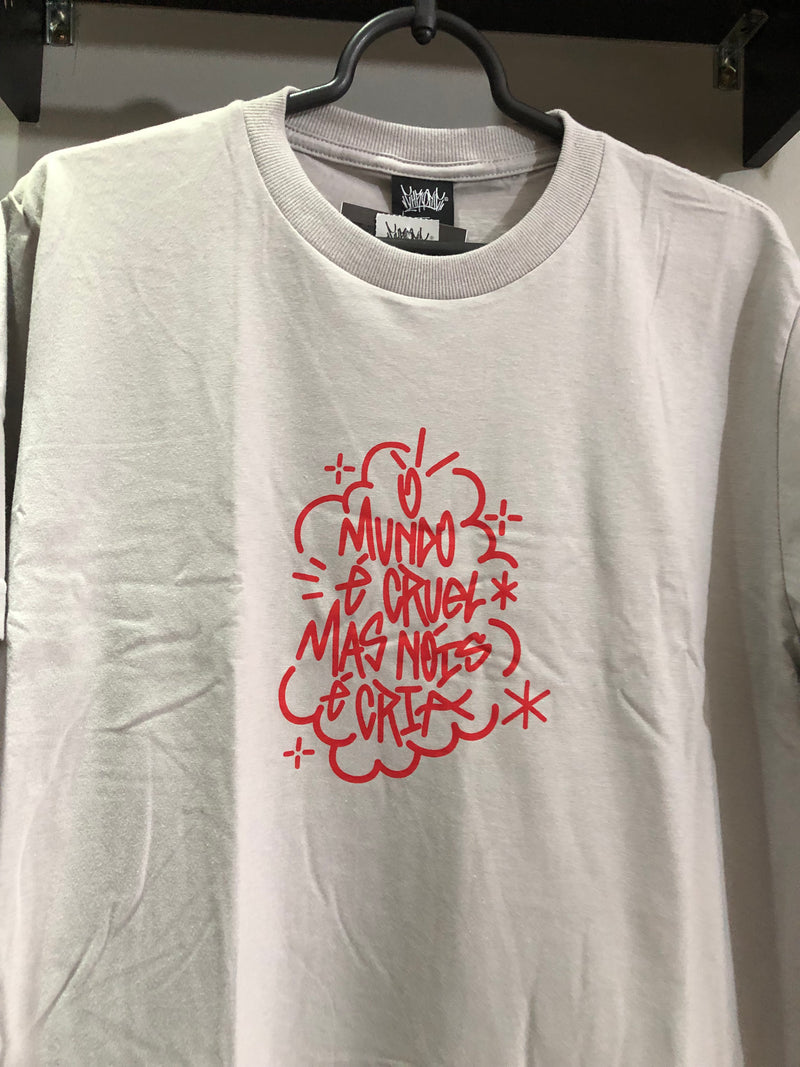 O
MUNDO
É CRUEL
MAS NÓIS
É CRIA